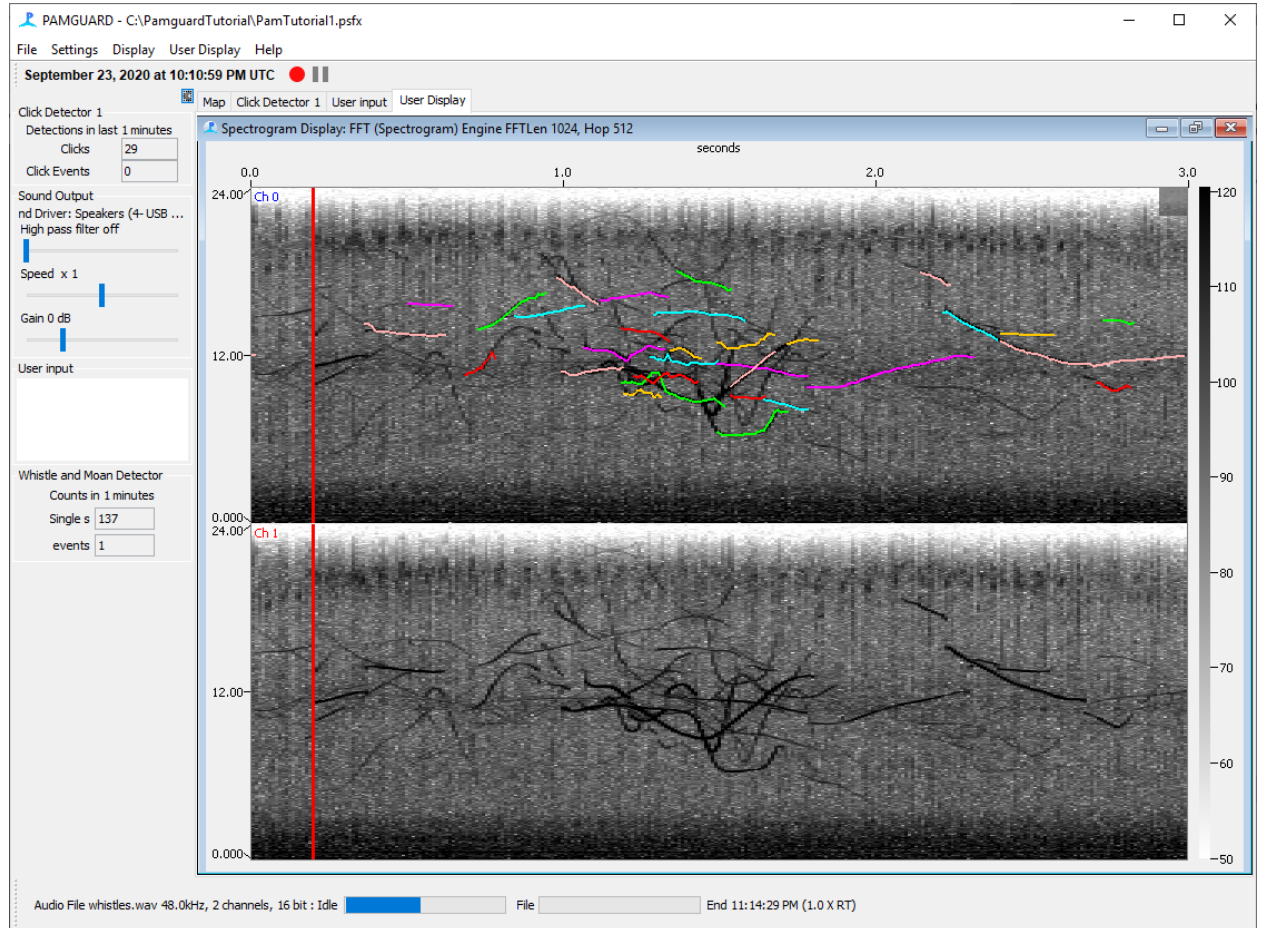 PAMGUARD - C:\PamguardTutorial\PamTutorial1.psfx
File Settings Display User Display Help
September 23, 2020 at 10:10:59 PM UTC
Map Click Detector 1 User input User Display
Click Detector 1
Detections in last 1 minutes
Clicks 29
Click Events 0
Sound Output
nd Driver: Speakers (4- USB ...
High pass filter off
Speed x 1
Gain 0 dB
User input
Whistle and Moan Detector
Counts in 1 minutes
Single s 137
events 1
Spectrogram Display: FFT (Spectrogram) Engine FFTLen 1024, Hop 512
seconds
0.0 1.0 2.0 3.0
24.00
Ch 0
12.00
0.000
24.00
Ch 1
12.00
0.000
120
110
100
90
80
70
60
50
Audio File whistles.wav 48.0kHz, 2 channels, 16 bit : Idle File End 11:14:29 PM (1.0 X RT)